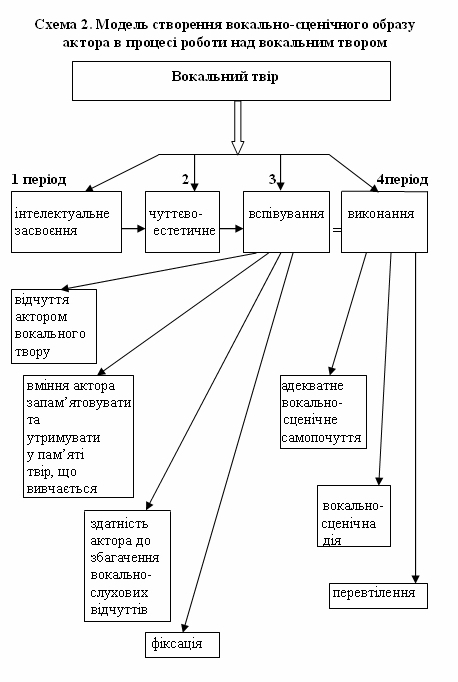 Схема 2. Модель створення вокально-сценічного образу
актора в процесі роботи над вокальним твором
Вокальний твір
1 період
2
3
4період
інтелектуальне
засвоєння
чуттєво-
естетичне
вспівування
виконання
відчуття
актором
вокального
твору
вміння актора
запам’ятовувати
та
утримувати
у пам’яті
твір, що
вивчається
адекватне
вокально-
сценічне
самопочуття
здатність
актора до
збагачення
вокально-
слухових
відчуттів
вокально-
сценічна
дія
перевтілення
фіксація